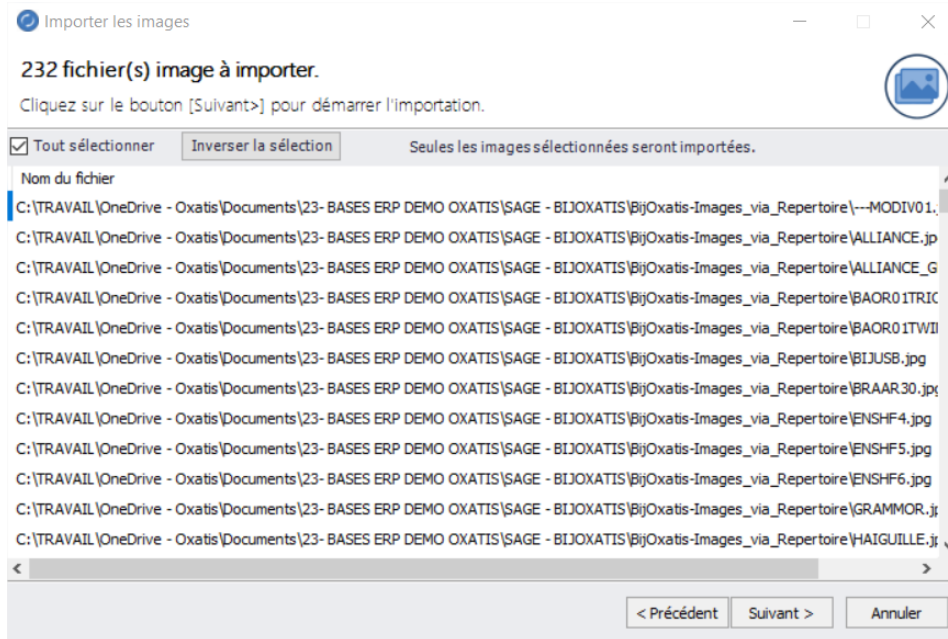 Importer les images
232 fichier(s) image à importer.
Cliquez sur le bouton [Suivant>] pour démarrer l'importation.
Tout sélectionner Inverser la sélection Seules les images sélectionnées seront importées.
Nom du fichier
C:\TRAVAIL\OneDrive - Oxatis\Documents\23- BASES ERP DEMO OXATIS\SAGE - BIJOXATIS\BijOxatis-Images_via_Repertoire\---MODIV01.j
C:\TRAVAIL\OneDrive - Oxatis\Documents\23- BASES ERP DEMO OXATIS\SAGE - BIJOXATIS\BijOxatis-Images_via_Repertoire\ALLIANCE.jp
C:\TRAVAIL\OneDrive - Oxatis\Documents\23- BASES ERP DEMO OXATIS\SAGE - BIJOXATIS\BijOxatis-Images_via_Repertoire\ALLIANCE_G
C:\TRAVAIL\OneDrive - Oxatis\Documents\23- BASES ERP DEMO OXATIS\SAGE - BIJOXATIS\BijOxatis-Images_via_Repertoire\BAOR01TRIC
C:\TRAVAIL\OneDrive - Oxatis\Documents\23- BASES ERP DEMO OXATIS\SAGE - BIJOXATIS\BijOxatis-Images_via_Repertoire\BAOR01TWI
C:\TRAVAIL\OneDrive - Oxatis\Documents\23- BASES ERP DEMO OXATIS\SAGE - BIJOXATIS\BijOxatis-Images_via_Repertoire\BIJUSB.jpg
C:\TRAVAIL\OneDrive - Oxatis\Documents\23- BASES ERP DEMO OXATIS\SAGE - BIJOXATIS\BijOxatis-Images_via_Repertoire\BRAAR30.jpg
C:\TRAVAIL\OneDrive - Oxatis\Documents\23- BASES ERP DEMO OXATIS\SAGE - BIJOXATIS\BijOxatis-Images_via_Repertoire\ENSHF4.jpg
C:\TRAVAIL\OneDrive - Oxatis\Documents\23- BASES ERP DEMO OXATIS\SAGE - BIJOXATIS\BijOxatis-Images_via_Repertoire\ENSHF5.jpg
C:\TRAVAIL\OneDrive - Oxatis\Documents\23- BASES ERP DEMO OXATIS\SAGE - BIJOXATIS\BijOxatis-Images_via_Repertoire\ENSHF6.jpg
C:\TRAVAIL\OneDrive - Oxatis\Documents\23- BASES ERP DEMO OXATIS\SAGE - BIJOXATIS\BijOxatis-Images_via_Repertoire\GRAMMOR.jp
C:\TRAVAIL\OneDrive - Oxatis\Documents\23- BASES ERP DEMO OXATIS\SAGE - BIJOXATIS\BijOxatis-Images_via_Repertoire\HAIGUILLE.jp
< Précédent Suivant > Annuler